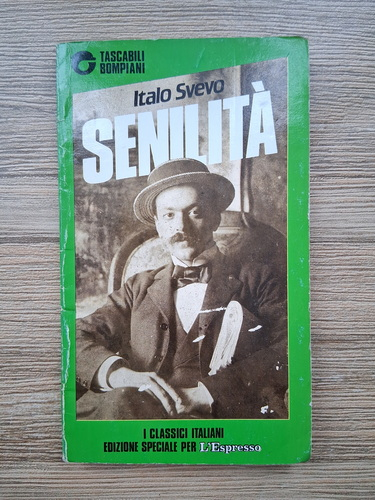 TASCABILI
BOMPIANI
Italo Svevo
SENILITÀ
I CLASSICI ITALIANI
EDIZIONE SPECIALE PER L'Espresso